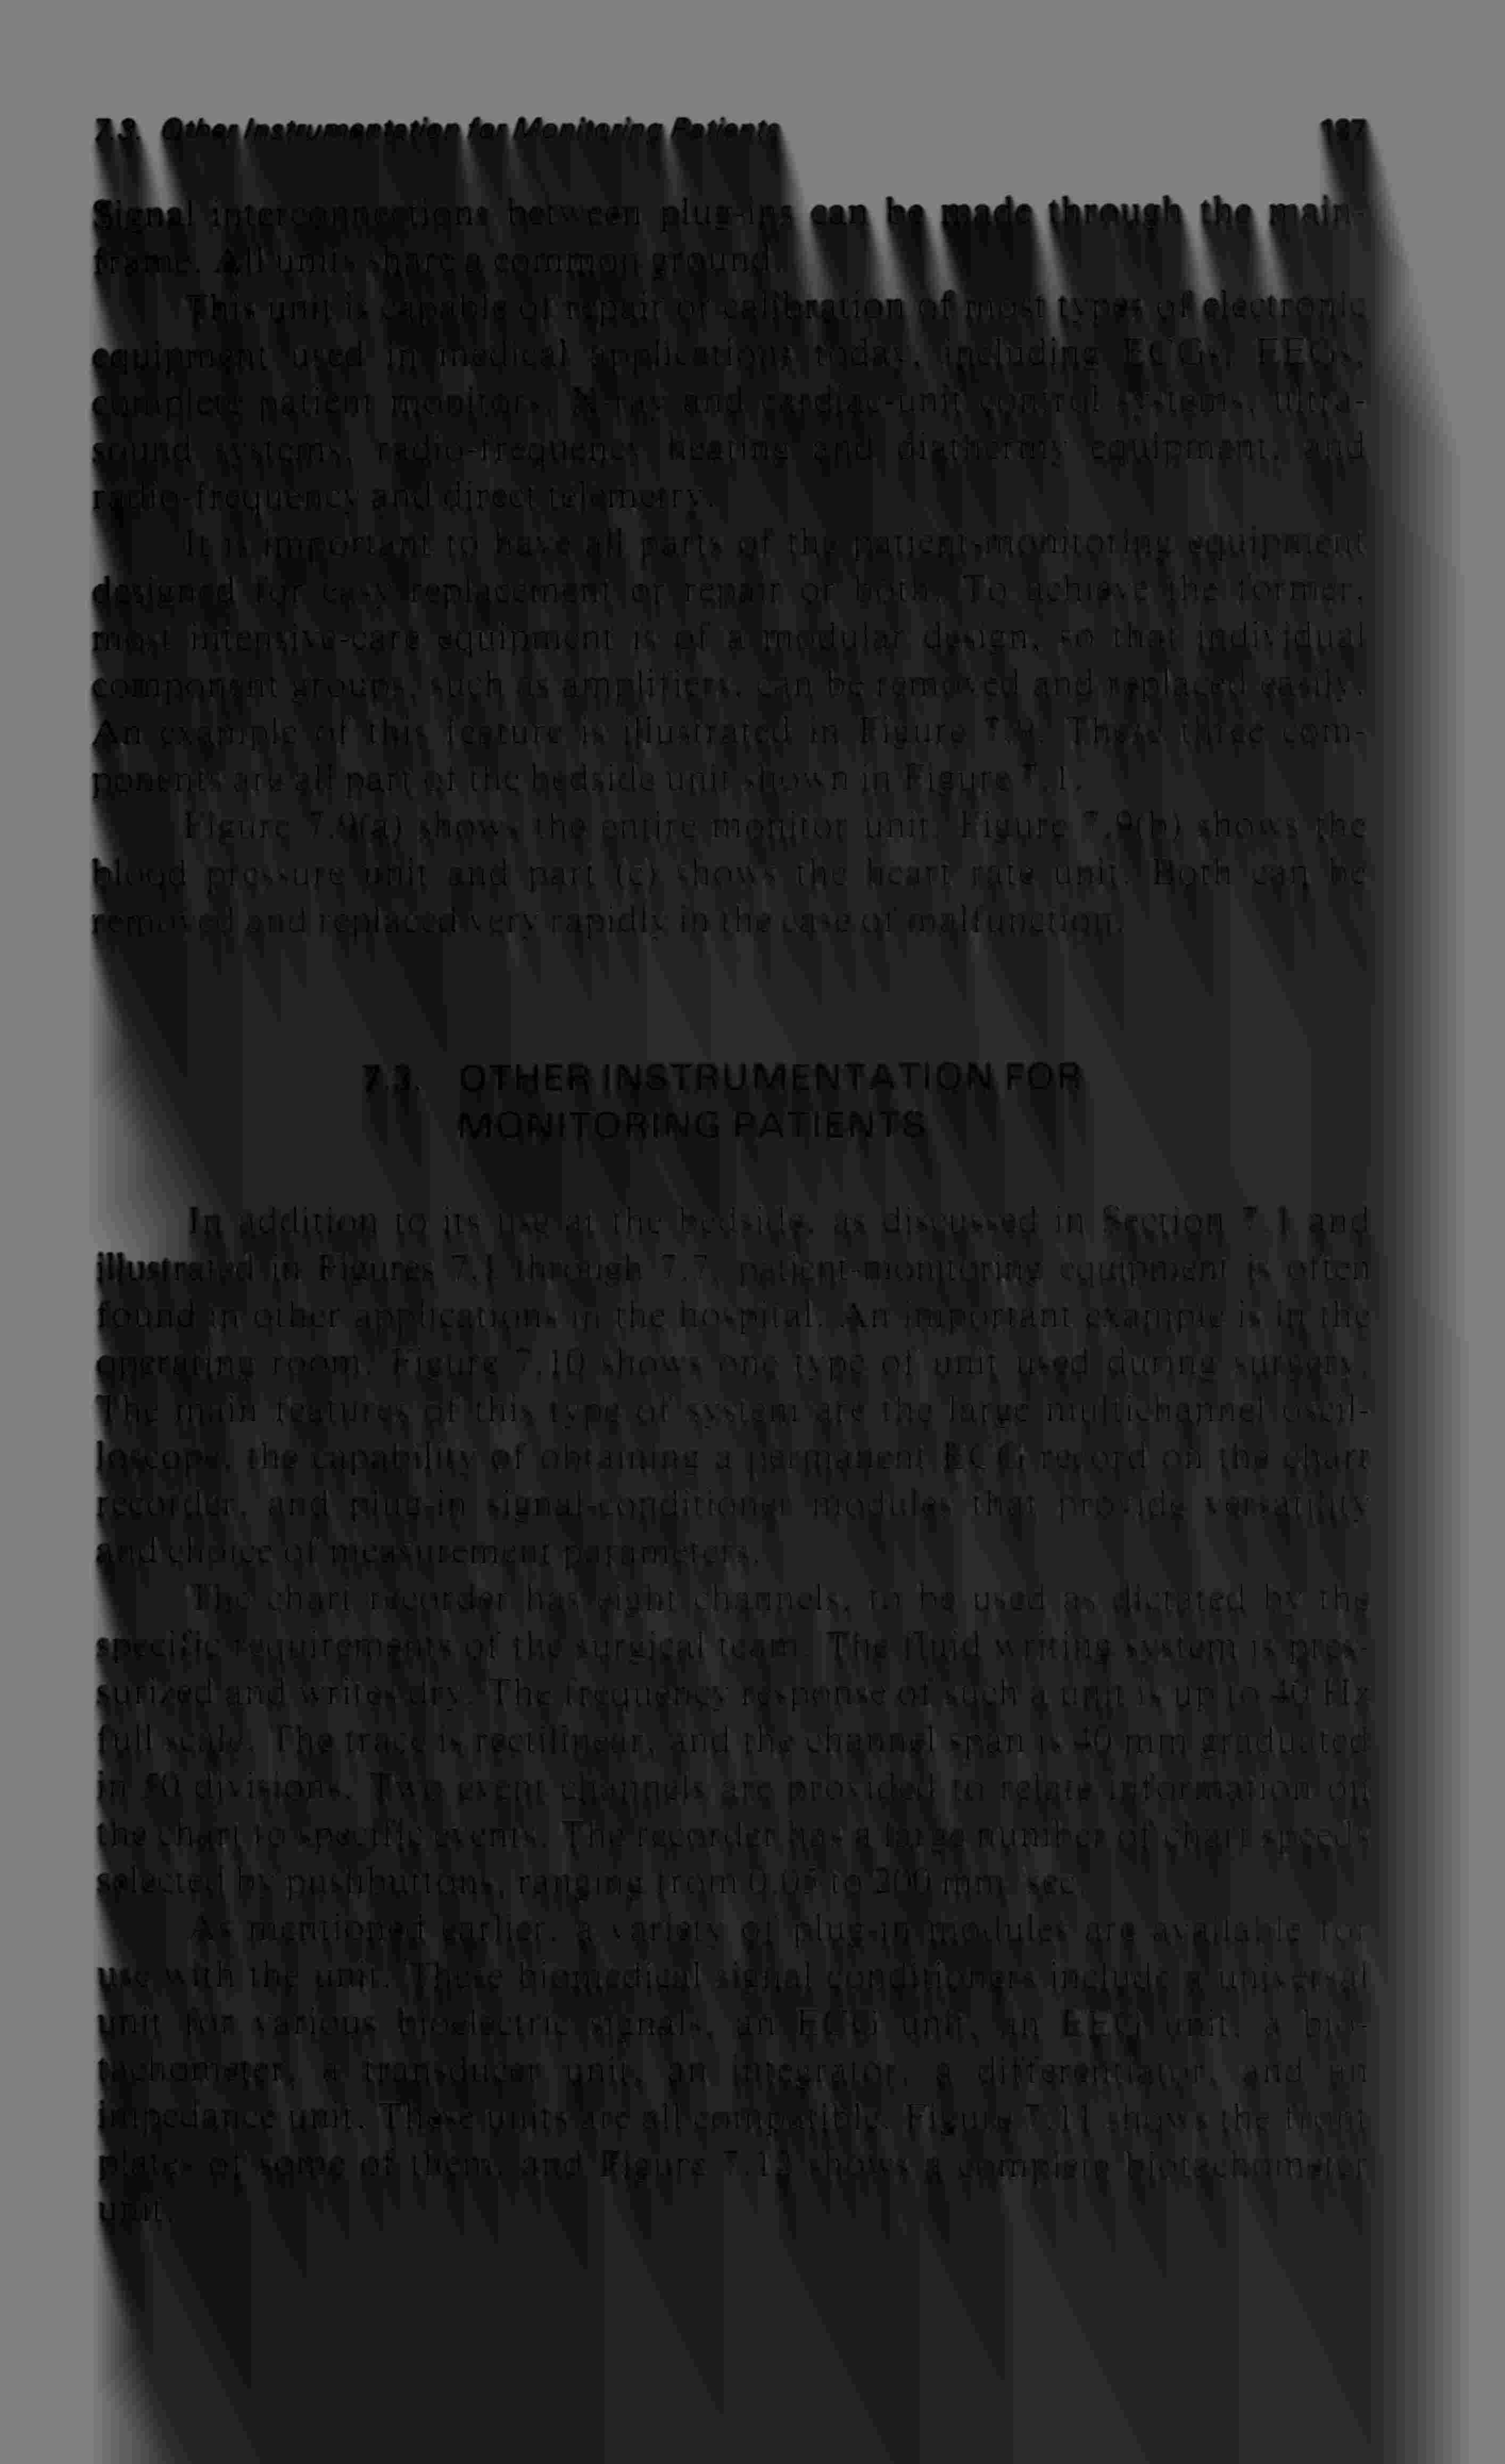 7.3. Other Instrumentation for Monitoring Patients 187
Signal interconnections between plug-ins can be made through the main-
frame. All units share a common ground.
This unit is capable of repair or calibration of most types of electronic
equipment used in medical applications today, including ECGs, EEGs,
complete patient monitors, X-ray and cardiac-unit control systems, ultra-
sound systems, radio-frequency heating and diathermy equipment, and
radio-frequency and direct telemetry.
It is important to have all parts of the patient-monitoring equipment
designed for easy replacement or repair or both. To achieve the former,
most intensive-care equipment is of a modular design, so that individual
component groups, such as amplifiers, can be removed and replaced easily.
An example of this feature is illustrated in Figure 7.9. These three com-
ponents are all part of the bedside unit shown in Figure 7.1.
Figure 7.9(a) shows the entire monitor unit. Figure 7.9(b) shows the
blood pressure unit and part (c) shows the heart rate unit. Both can be
removed and replaced very rapidly in the case of malfunction.
7.3. OTHER INSTRUMENTATION FOR
MONITORING PATIENTS
In addition to its use at the bedside, as discussed in Section 7.1 and
illustrated in Figures 7.1 through 7.7, patient-monitoring equipment is often
found in other applications in the hospital. An important example is in the
operating room. Figure 7.10 shows one type of unit used during surgery.
The main features of this type of system are the large multichannel oscil-
loscope, the capability of obtaining a permanent ECG record on the chart
recorder, and plug-in signal-conditioner modules that provide versatility
and choice of measurement parameters.
The chart recorder has eight channels, to be used as dictated by the
specific requirements of the surgical team. The fluid writing system is pres-
surized and writes dry. The frequency response of such a unit is up to 40 Hz
full scale. The trace is rectilinear, and the channel span is 40 mm graduated
in 50 divisions. Two event channels are provided to relate information on
the chart to specific events. The recorder has a large number of chart speeds
selected by pushbuttons, ranging from 0.05 to 200 mm/sec.
As mentioned earlier, a variety of plug-in modules are available for
use with the unit. These biomedical signal conditioners include a universal
unit for various bioelectric signals, an ECG unit, an EEG unit, a bio-
tachometer, a transducer unit, an integrator, a differentiator, and an
impedance unit. These units are all compatible. Figure 7.11 shows the front
plates of some of them, and Figure 7.12 shows a complete biotachometer
unit.